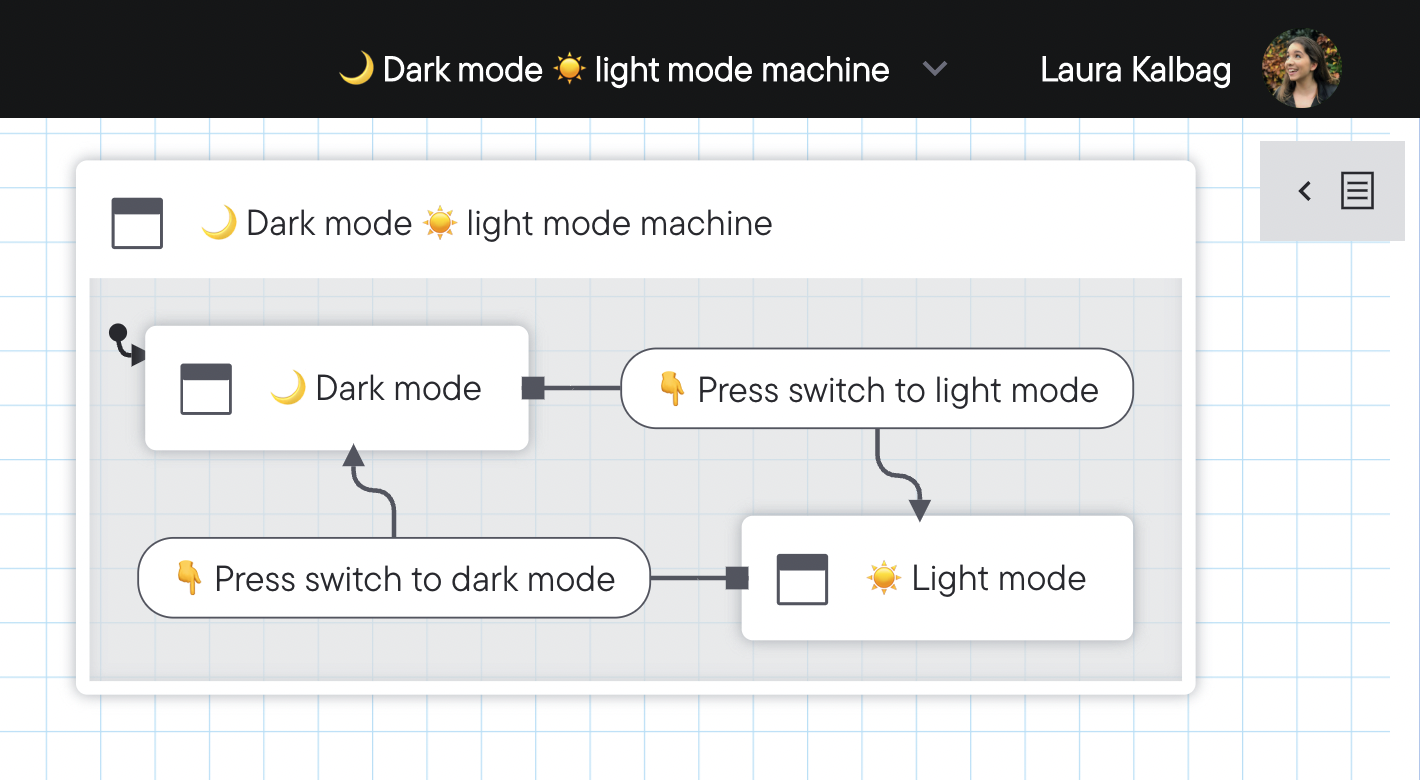 🌙 Dark mode ☀️ light mode machine
Laura Kalbag
🌙 Dark mode ☀️ light mode machine
🌙 Dark mode
👇 Press switch to light mode
👇 Press switch to dark mode
☀️ Light mode